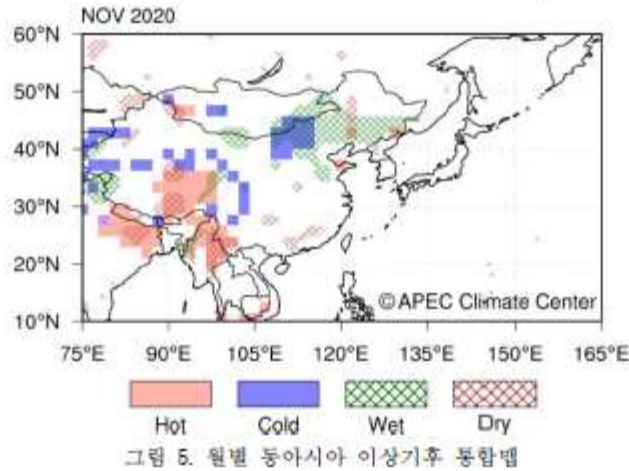 NOV 2020
60°N
50°N
40°N
30°N
20°N
10°N
©APEC Climate Center
75°E 90°E 105°E 120°E 135°E 150°E 165°E
Hot Cold Wet Dry
그림 5. 월별 동아시아 이상기후 통합맵